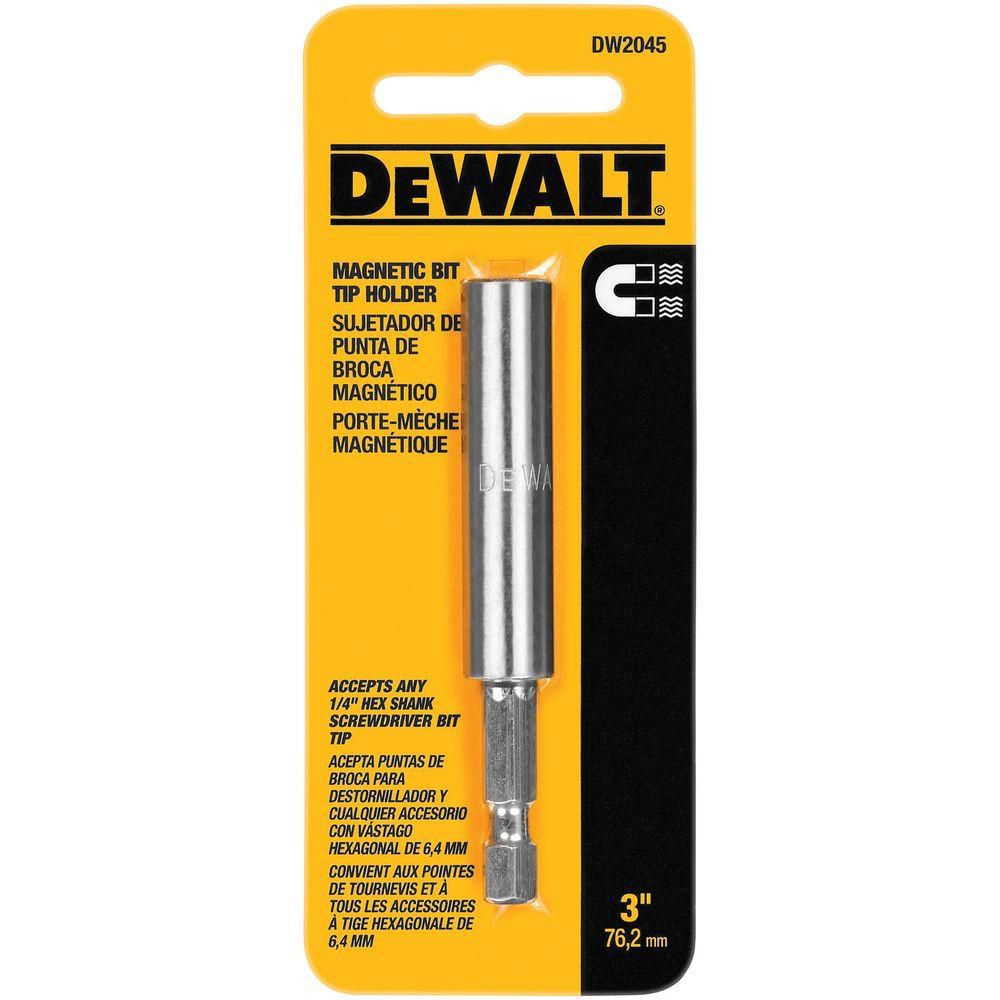 DW2045
DEWALT®
MAGNETIC BIT
TIP HOLDER
SUJETADOR DE
PUNTA DE
BROCA
MAGNÉTICO
PORTE-MÈCHE
MAGNÉTIQUE
DEWA
ACCEPTS ANY
1/4" HEX SHANK
SCREWDRIVER BIT
TIP
ACEPTA PUNTAS DE
BROCA PARA
DESTORNILLADOR Y
CUALQUIER ACCESORIO
CON VÁSTAGO
HEXAGONAL DE 6,4 MM
CONVIENT AUX POINTES
DE TOURNEVIS ET À
TOUS LES ACCESSOIRES
À TIGE HEXAGONALE DE
6,4 MM
3"
76,2 mm